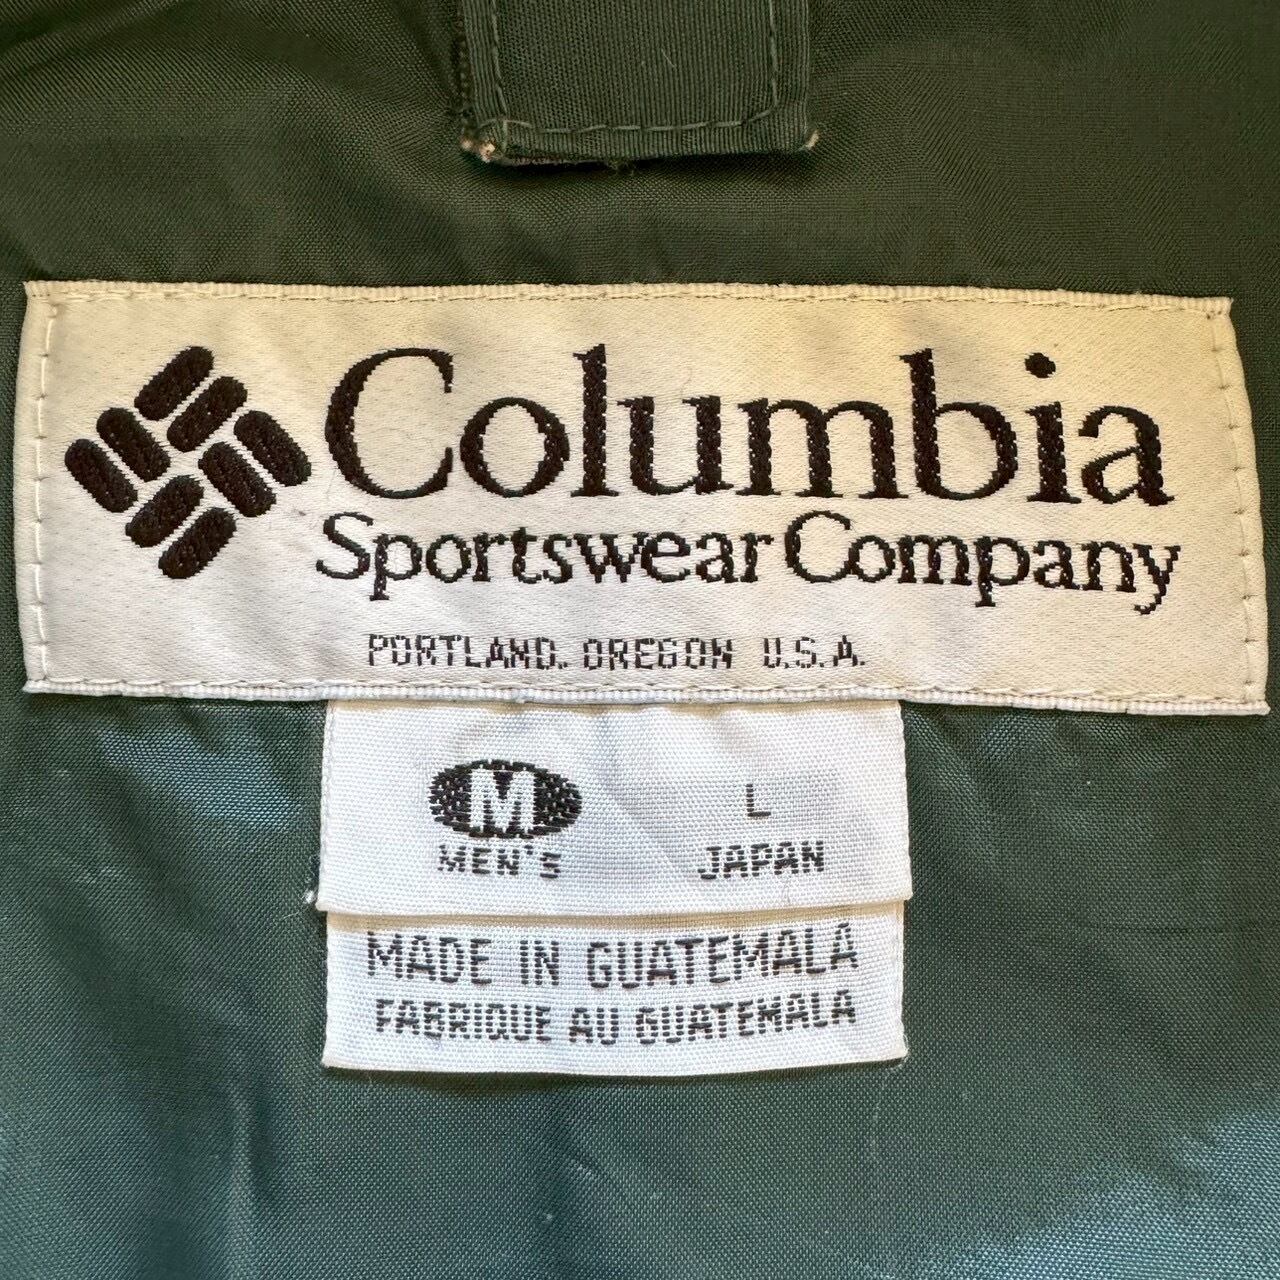 Columbia
Sportswear Company
PORTLAND. OREGON U.S.A.
M L
MEN'S JAPAN
MADE IN GUATEMALA
FABRIQUE AU GUATEMALA